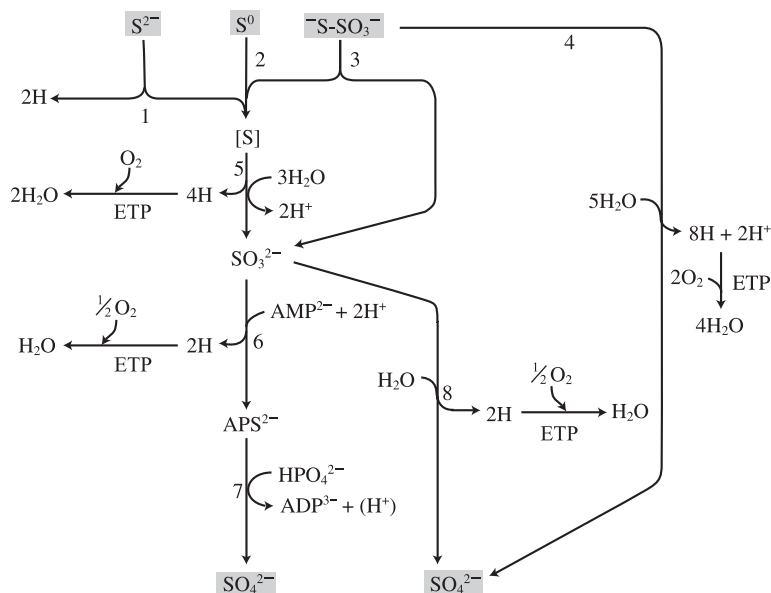 S²⁻ S⁰ ⁻S-SO₃⁻
2 3 4
2H
1
[S]
O₂ 5 3H₂O
2H₂O 4H
ETP 2H⁺
5H₂O
8H + 2H⁺
SO₃²⁻
2O₂ ETP
½O₂ AMP²⁻ + 2H⁺
4H₂O
H₂O 2H 6
ETP
H₂O 8 ½O₂
2H H₂O
APS²⁻ ETP
HPO₄²⁻
7
ADP³⁻ + (H⁺)
SO₄²⁻ SO₄²⁻